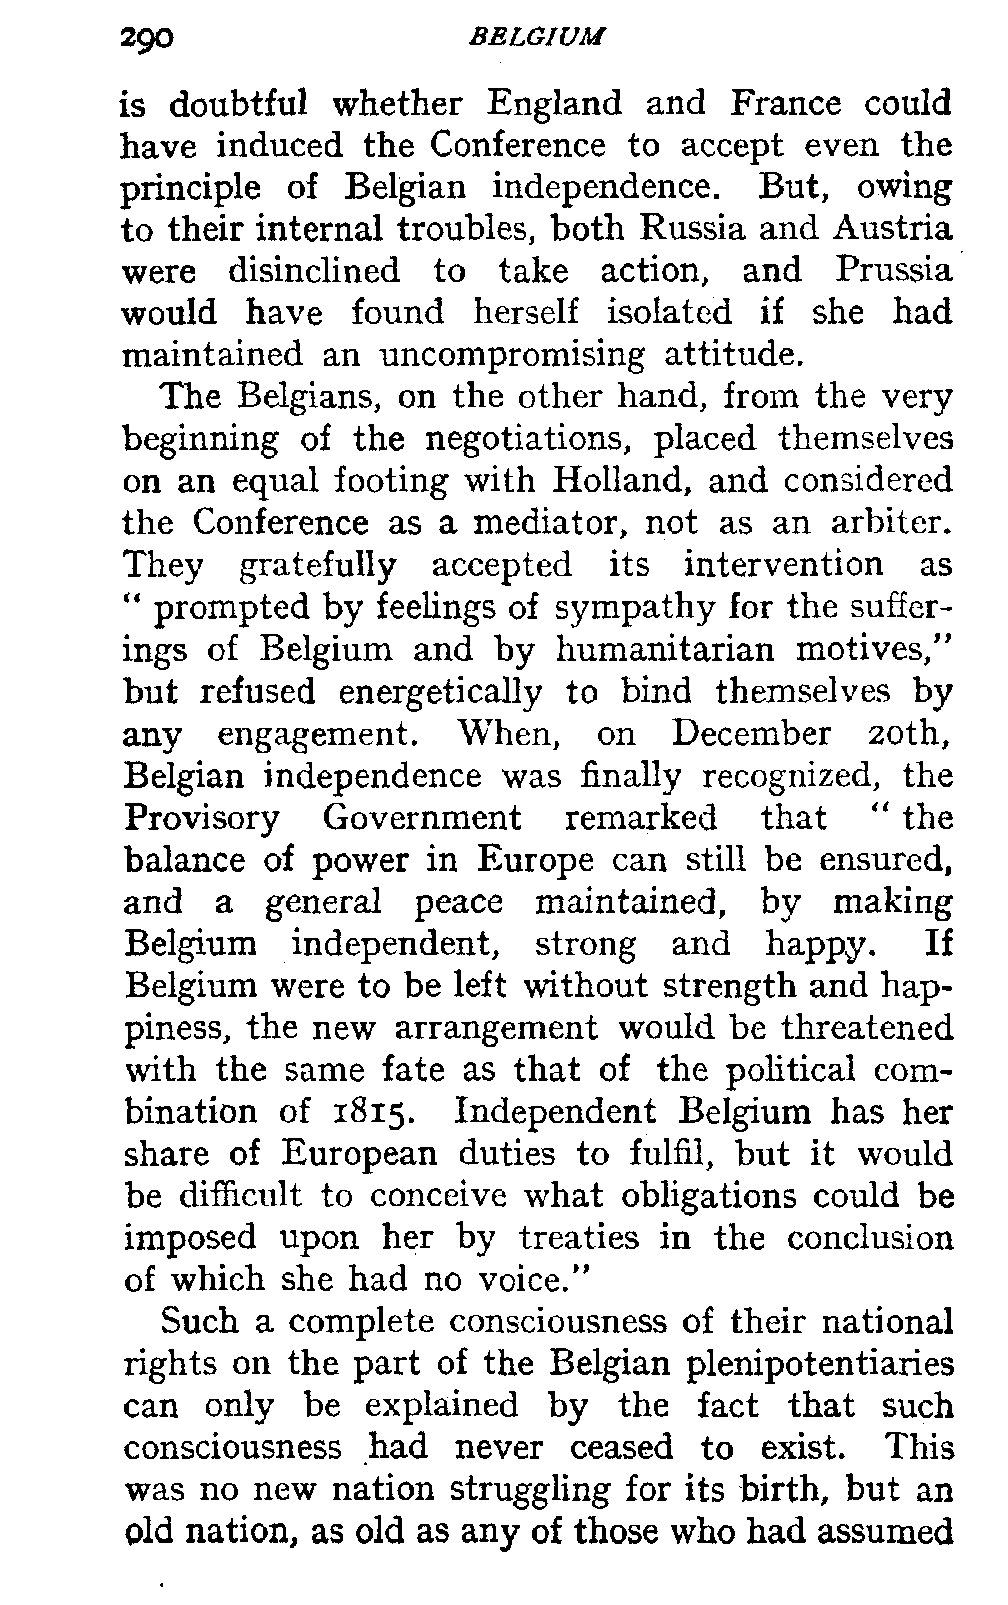 290 BELGIUM
is doubtful whether England and France could
have induced the Conference to accept even the
principle of Belgian independence. But, owing
to their internal troubles, both Russia and Austria
were disinclined to take action, and Prussia
would have found herself isolated if she had
maintained an uncompromising attitude.
The Belgians, on the other hand, from the very
beginning of the negotiations, placed themselves
on an equal footing with Holland, and considered
the Conference as a mediator, not as an arbiter.
They gratefully accepted its intervention as
“ prompted by feelings of sympathy for the suffer-
ings of Belgium and by humanitarian motives,”
but refused energetically to bind themselves by
any engagement. When, on December 20th,
Belgian independence was finally recognized, the
Provisory Government remarked that “ the
balance of power in Europe can still be ensured,
and a general peace maintained, by making
Belgium independent, strong and happy. If
Belgium were to be left without strength and hap-
piness, the new arrangement would be threatened
with the same fate as that of the political com-
bination of 1815. Independent Belgium has her
share of European duties to fulfil, but it would
be difficult to conceive what obligations could be
imposed upon her by treaties in the conclusion
of which she had no voice.”
Such a complete consciousness of their national
rights on the part of the Belgian plenipotentiaries
can only be explained by the fact that such
consciousness had never ceased to exist. This
was no new nation struggling for its birth, but an
old nation, as old as any of those who had assumed